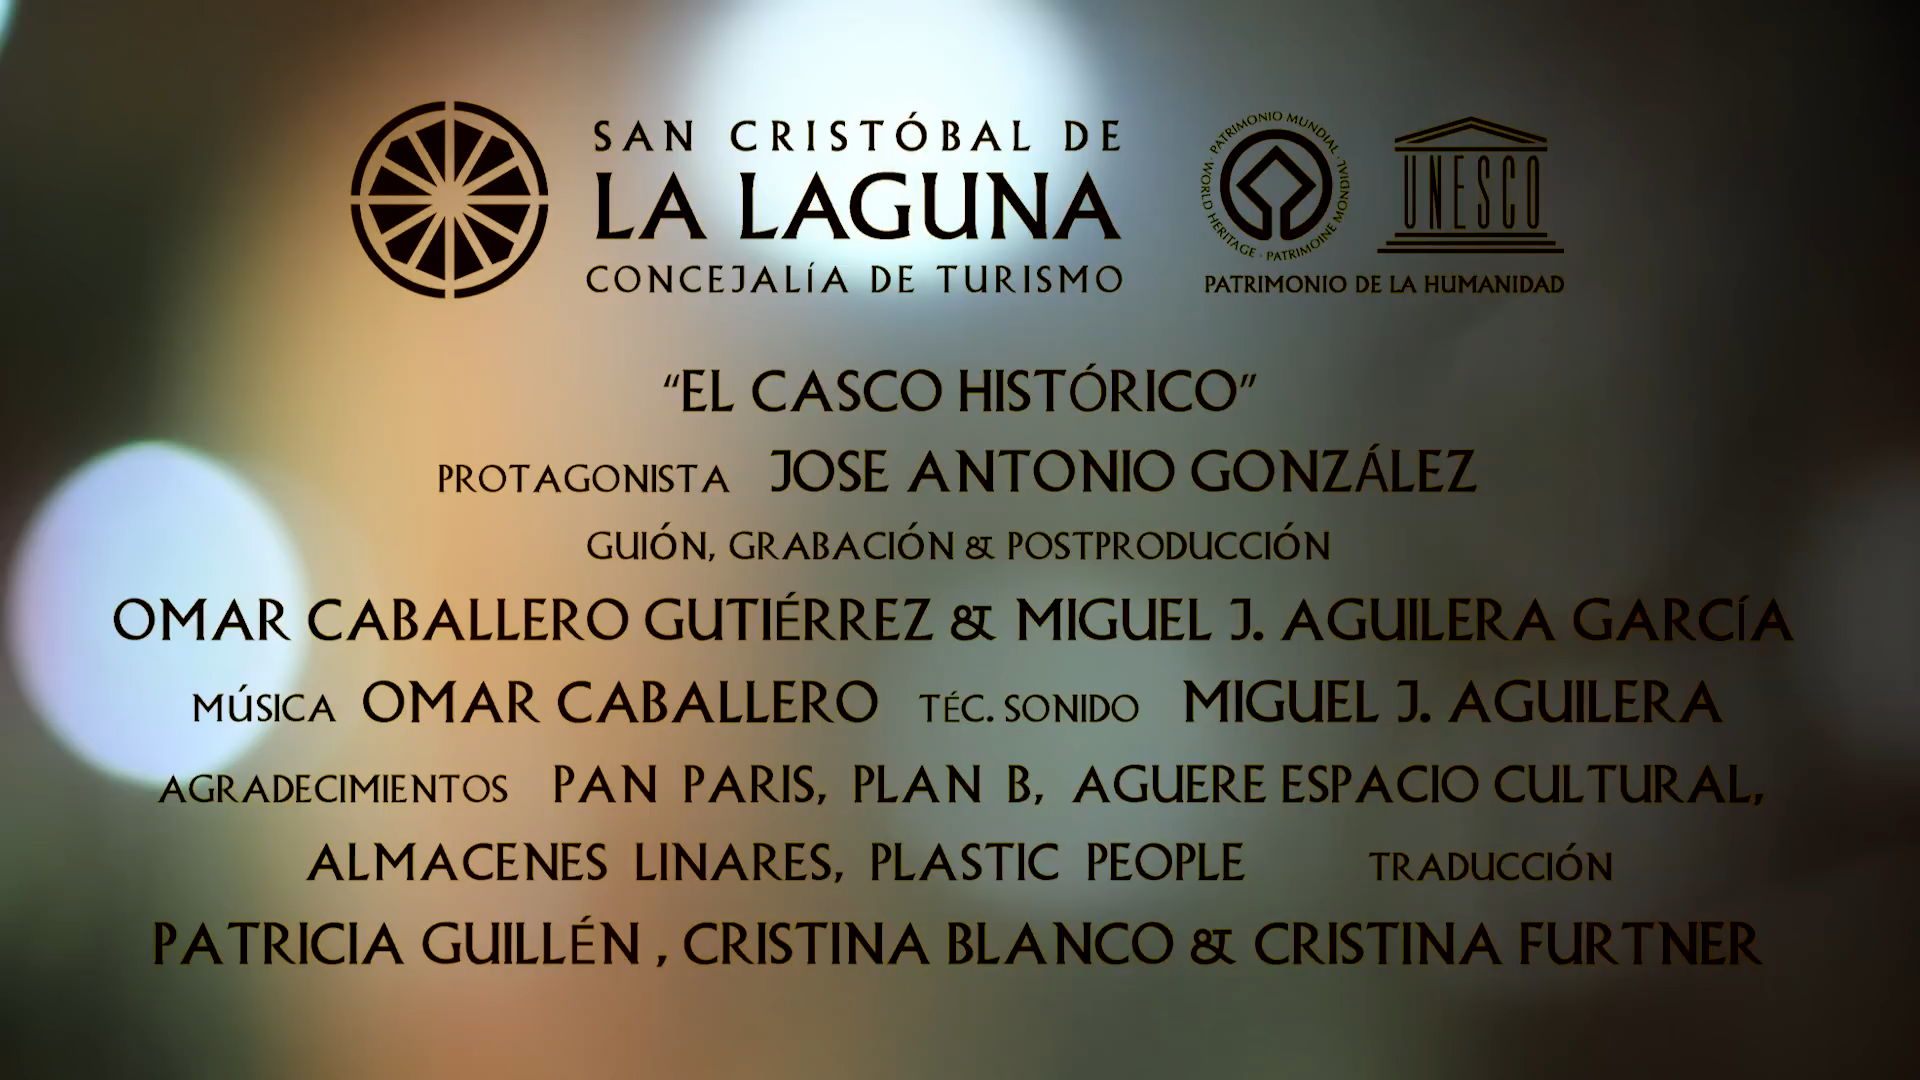 SAN CRISTÓBAL DE
LA LAGUNA
CONCEJALÍA DE TURISMO
PATRIMONIO MUNDIAL · WORLD HERITAGE · PATRIMOINE MONDIAL ·
UNESCO
PATRIMONIO DE LA HUMANIDAD
“EL CASCO HISTÓRICO”
PROTAGONISTA JOSE ANTONIO GONZÁLEZ
GUIÓN, GRABACIÓN & POSTPRODUCCIÓN
OMAR CABALLERO GUTIÉRREZ & MIGUEL J. AGUILERA GARCÍA
MÚSICA OMAR CABALLERO TÉC. SONIDO MIGUEL J. AGUILERA
AGRADECIMIENTOS PAN PARIS, PLAN B, AGUERE ESPACIO CULTURAL,
ALMACENES LINARES, PLASTIC PEOPLE TRADUCCIÓN
PATRICIA GUILLÉN , CRISTINA BLANCO & CRISTINA FURTNER